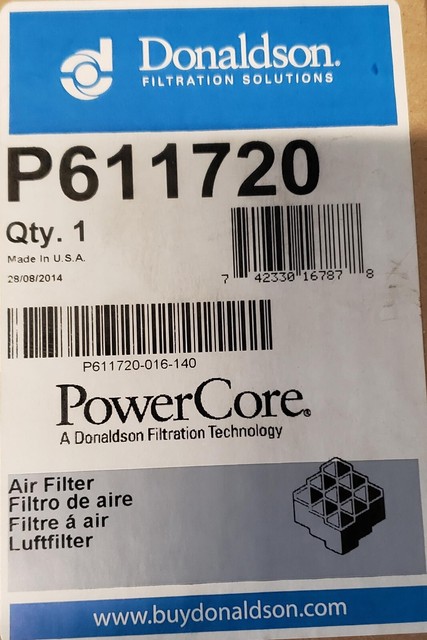 Donaldson.
FILTRATION SOLUTIONS
P611720
Qty. 1
Made In U.S.A.
28/08/2014
7 42330 16787 8
P611720-016-140
PowerCore®
A Donaldson Filtration Technology
Air Filter
Filtro de aire
Filtre á air
Luftfilter
www.buydonaldson.com